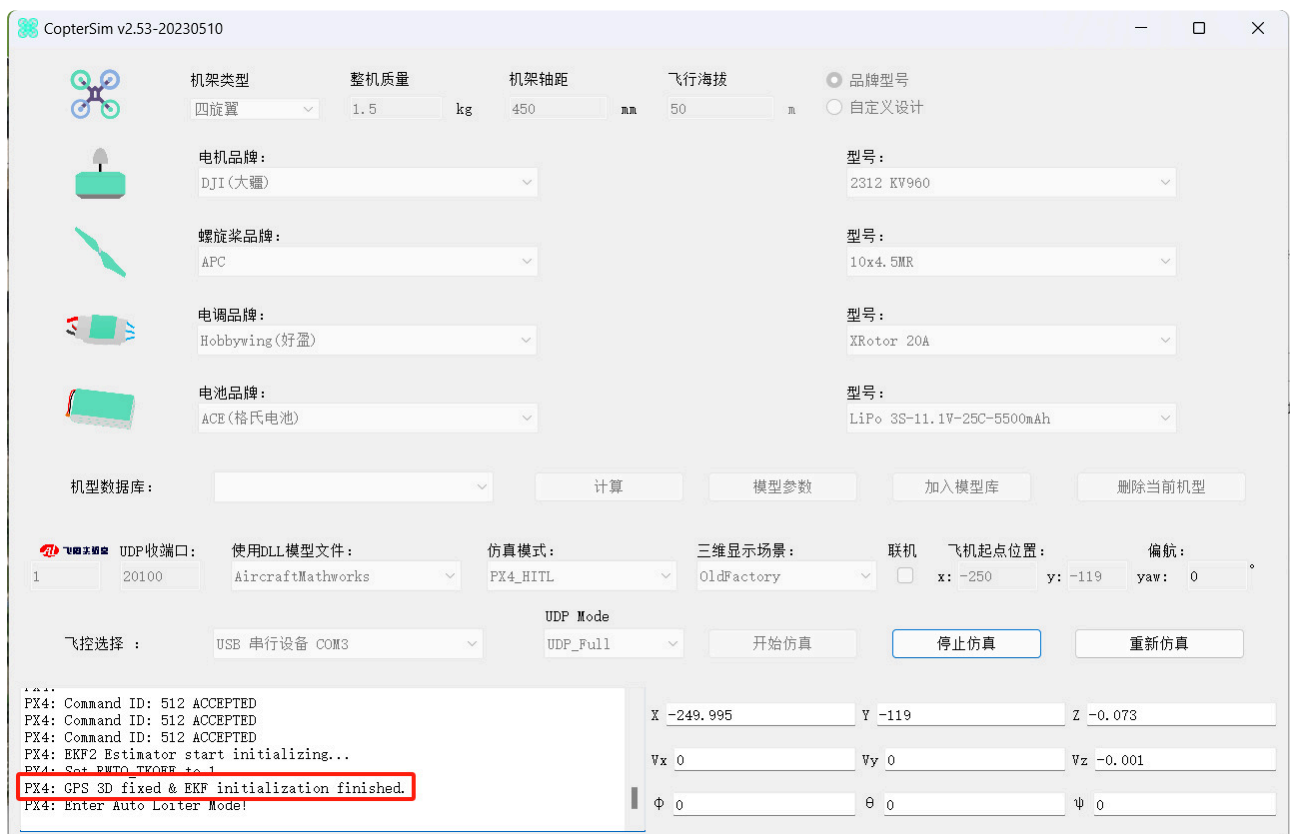 CopterSim v2.53-20230510
机架类型 整机质量 机架轴距 飞行海拔 品牌型号
四旋翼 1.5 kg 450 mm 50 m 自定义设计
电机品牌: 型号:
DJI(大疆) 2312 KV960
螺旋桨品牌: 型号:
APC 10x4.5MR
电调品牌: 型号:
Hobbywing(好盈) XRotor 20A
电池品牌: 型号:
ACE(格氏电池) LiPo 3S-11.1V-25C-5500mAh
机型数据库: 计算 模型参数 加入模型库 删除当前机型
飞思实验室 UDP收端口: 使用DLL模型文件: 仿真模式: 三维显示场景: 联机 飞机起点位置: 偏航:
1 20100 AircraftMathworks PX4_HITL OldFactory x: -250 y: -119 yaw: 0 °
UDP Mode
飞控选择 : USB 串行设备 COM3 UDP_Full 开始仿真 停止仿真 重新仿真
PX4: Command ID: 512 ACCEPTED
PX4: Command ID: 512 ACCEPTED
PX4: Command ID: 512 ACCEPTED
PX4: EKF2 Estimator start initializing...
PX4: Set RWTO_TKOFF to 1
PX4: GPS 3D fixed & EKF initialization finished.
PX4: Enter Auto Loiter Mode!
X -249.995 Y -119 Z -0.073
Vx 0 Vy 0 Vz -0.001
Φ 0 θ 0 ψ 0